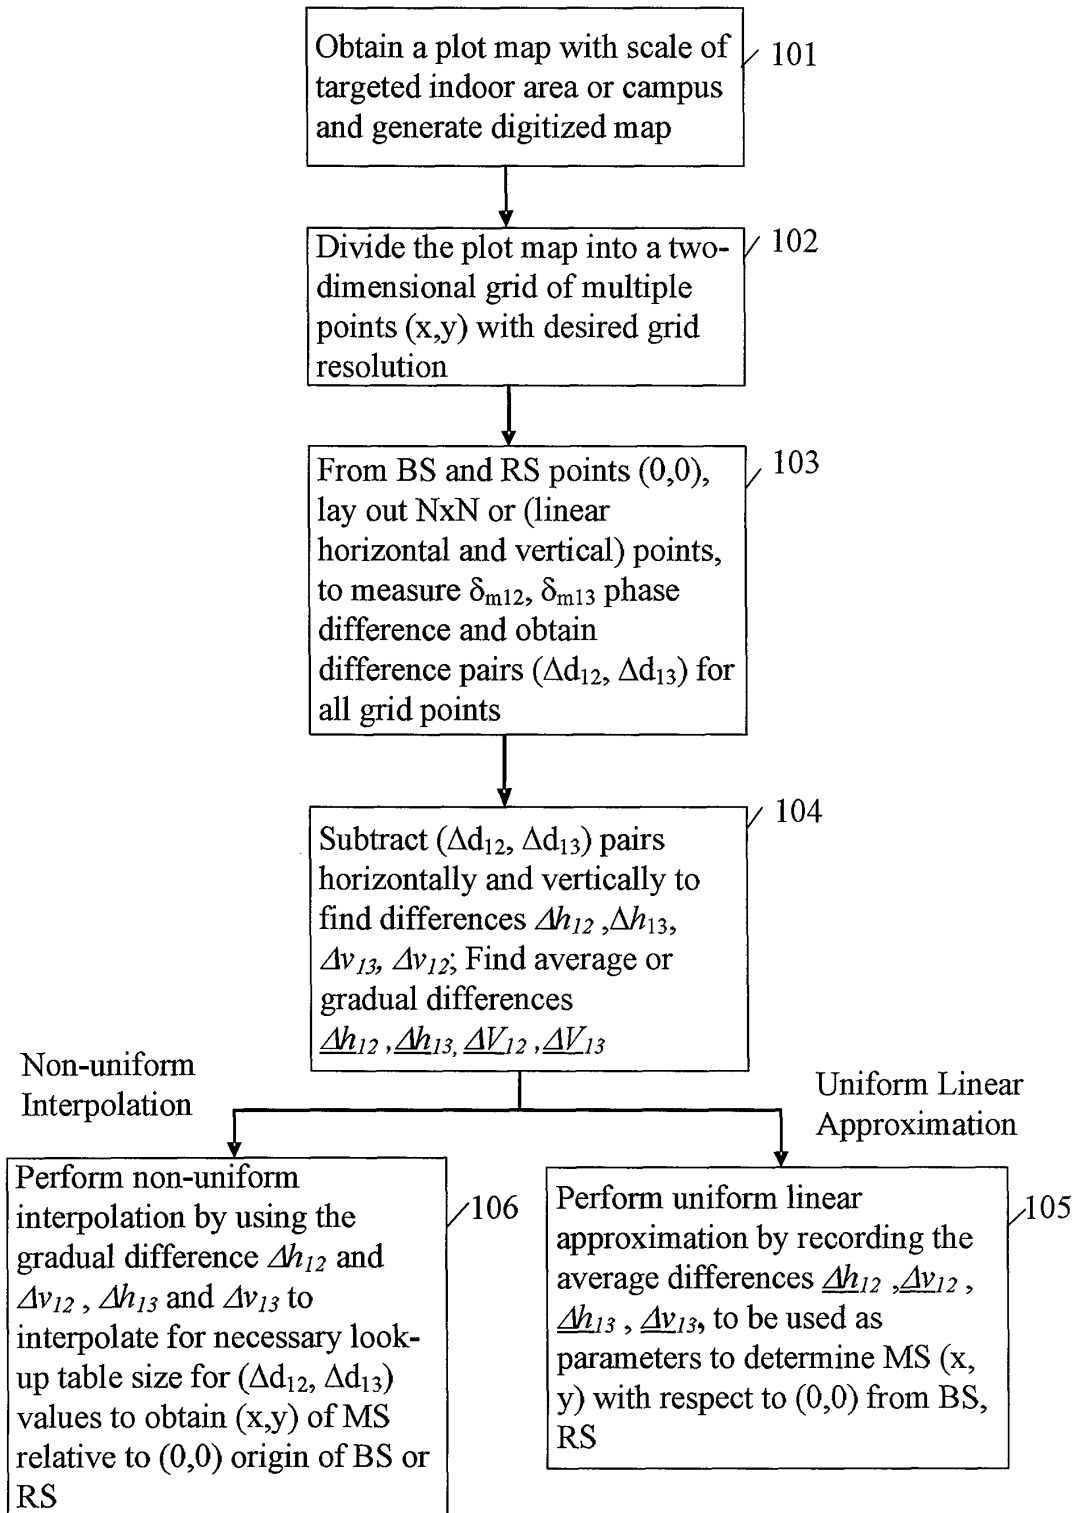 Obtain a plot map with scale of
targeted indoor area or campus
and generate digitized map
101
Divide the plot map into a two-
dimensional grid of multiple
points (x,y) with desired grid
resolution
102
From BS and RS points (0,0),
lay out NxN or (linear
horizontal and vertical) points,
to measure δm12, δm13 phase
difference and obtain
difference pairs (Δd12, Δd13) for
all grid points
103
Subtract (Δd12, Δd13) pairs
horizontally and vertically to
find differences Δh12 ,Δh13,
Δv13, Δv12; Find average or
gradual differences
Δh12 ,Δh13, ΔV12 ,ΔV13
104
Non-uniform
Interpolation
Uniform Linear
Approximation
Perform non-uniform
interpolation by using the
gradual difference Δh12 and
Δv12 , Δh13 and Δv13 to
interpolate for necessary look-
up table size for (Δd12, Δd13)
values to obtain (x,y) of MS
relative to (0,0) origin of BS or
RS
106
Perform uniform linear
approximation by recording the
average differences Δh12 ,Δv12 ,
Δh13 , Δv13, to be used as
parameters to determine MS (x,
y) with respect to (0,0) from BS,
RS
105